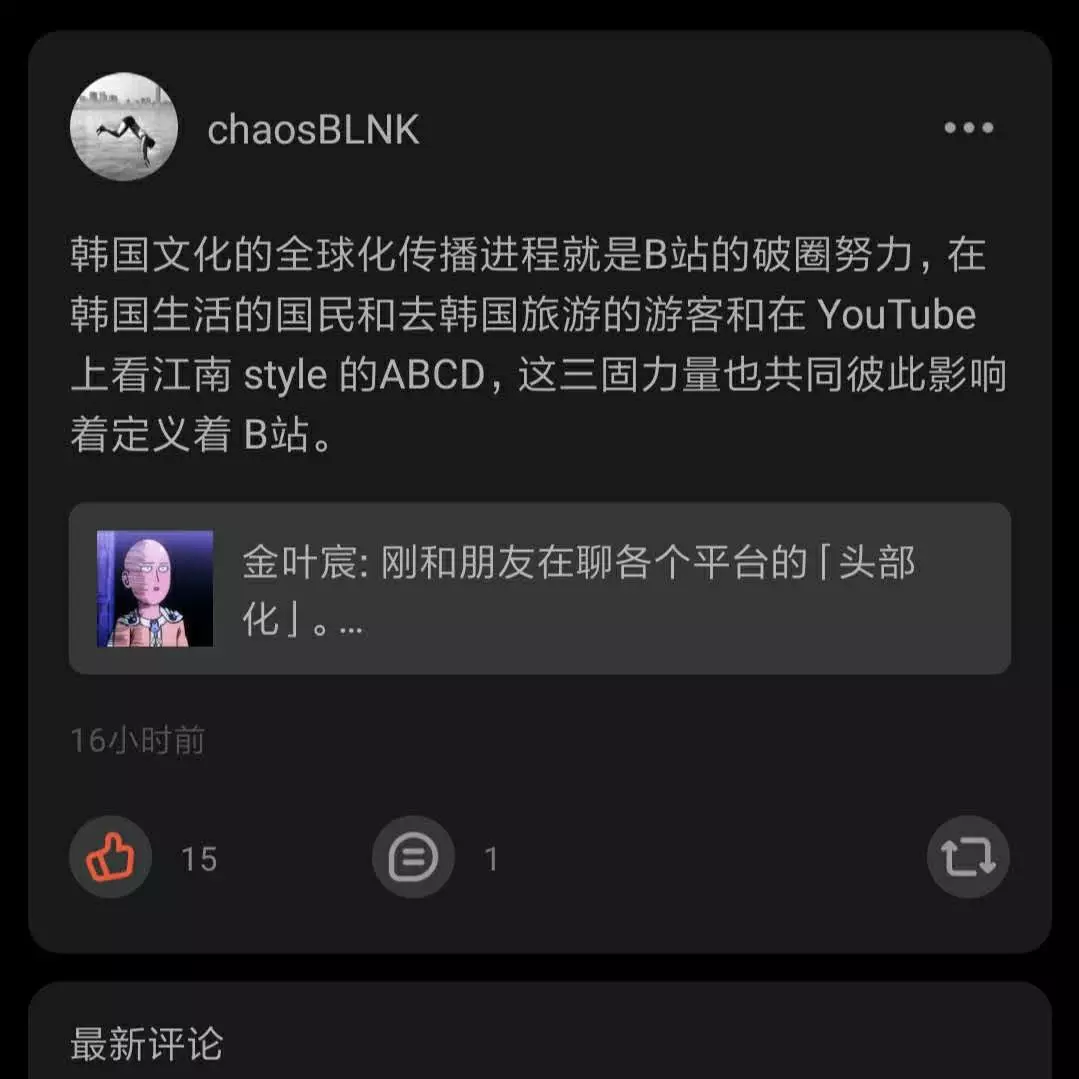 chaosBLNK
韩国文化的全球化传播进程就是B站的破圈努力，在
韩国生活的国民和去韩国旅游的游客和在 YouTube
上看江南 style 的ABCD，这三固力量也共同彼此影响
着定义着 B站。
金叶宸: 刚和朋友在聊各个平台的「头部
化」。...
16小时前
15
1
最新评论